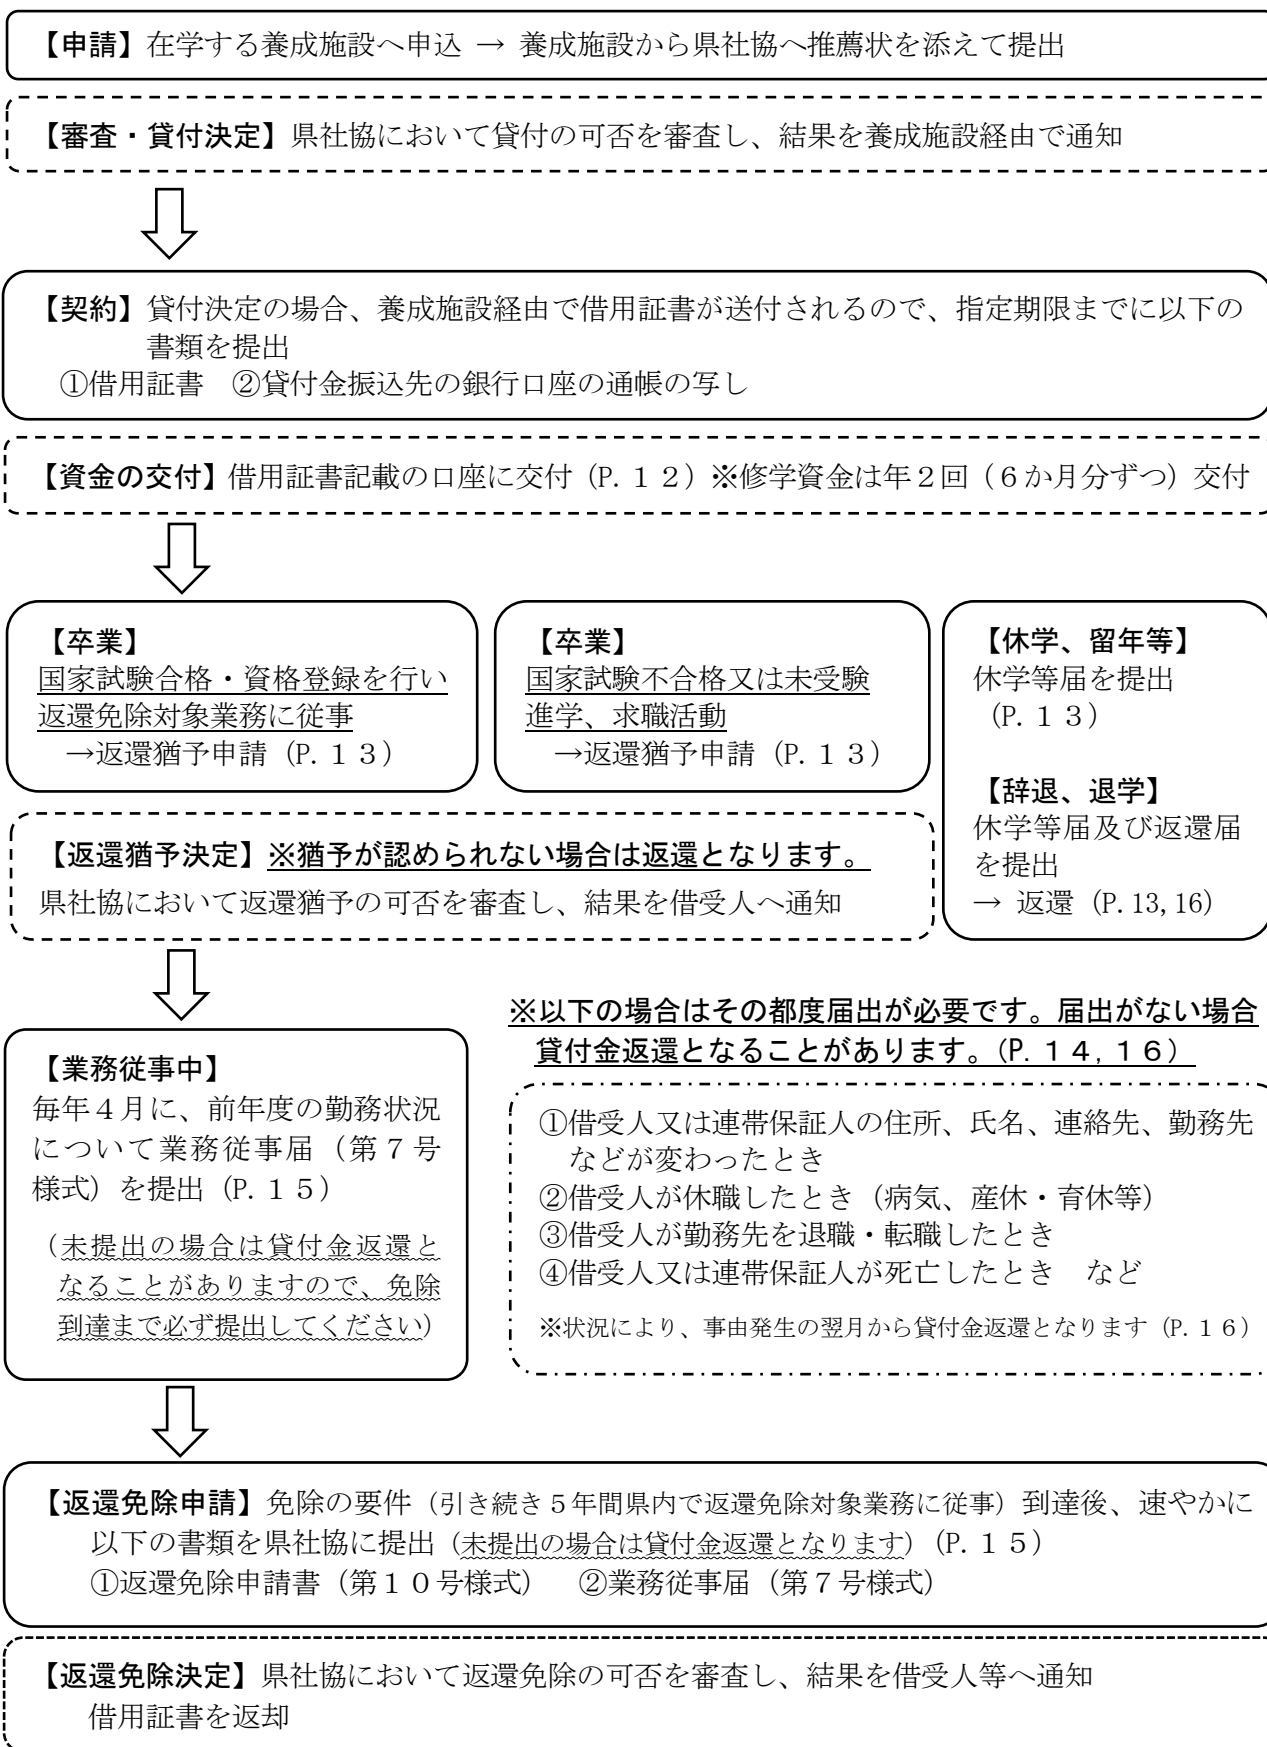 【申請】在学する養成施設へ申込 → 養成施設から県社協へ推薦状を添えて提出
【審査・貸付決定】県社協において貸付の可否を審査し、結果を養成施設経由で通知
【契約】貸付決定の場合、養成施設経由で借用証書が送付されるので、指定期限までに以下の
書類を提出
①借用証書　②貸付金振込先の銀行口座の通帳の写し
【資金の交付】借用証書記載の口座に交付（P.１２）※修学資金は年２回（６か月分ずつ）交付
【卒業】
国家試験合格・資格登録を行い
返還免除対象業務に従事
→返還猶予申請（P.１３）
【卒業】
国家試験不合格又は未受験
進学、求職活動
→返還猶予申請（P.１３）
【休学、留年等】
休学等届を提出
（P.１３）
【辞退、退学】
休学等届及び返還届
を提出
→ 返還（P.13,16）
【返還猶予決定】※猶予が認められない場合は返還となります。
県社協において返還猶予の可否を審査し、結果を借受人へ通知
【業務従事中】
毎年４月に、前年度の勤務状況
について業務従事届（第７号
様式）を提出（P.１５）
（未提出の場合は貸付金返還と
なることがありますので、免除
到達まで必ず提出してください）
※以下の場合はその都度届出が必要です。届出がない場合
貸付金返還となることがあります。（P.１４,１６）
①借受人又は連帯保証人の住所、氏名、連絡先、勤務先
などが変わったとき
②借受人が休職したとき（病気、産休・育休等）
③借受人が勤務先を退職・転職したとき
④借受人又は連帯保証人が死亡したとき　など
※状況により、事由発生の翌月から貸付金返還となります（P.１６）
【返還免除申請】免除の要件（引き続き５年間県内で返還免除対象業務に従事）到達後、速やかに
以下の書類を県社協に提出（未提出の場合は貸付金返還となります）（P.１５）
①返還免除申請書（第１０号様式）　②業務従事届（第７号様式）
【返還免除決定】県社協において返還免除の可否を審査し、結果を借受人等へ通知
借用証書を返却